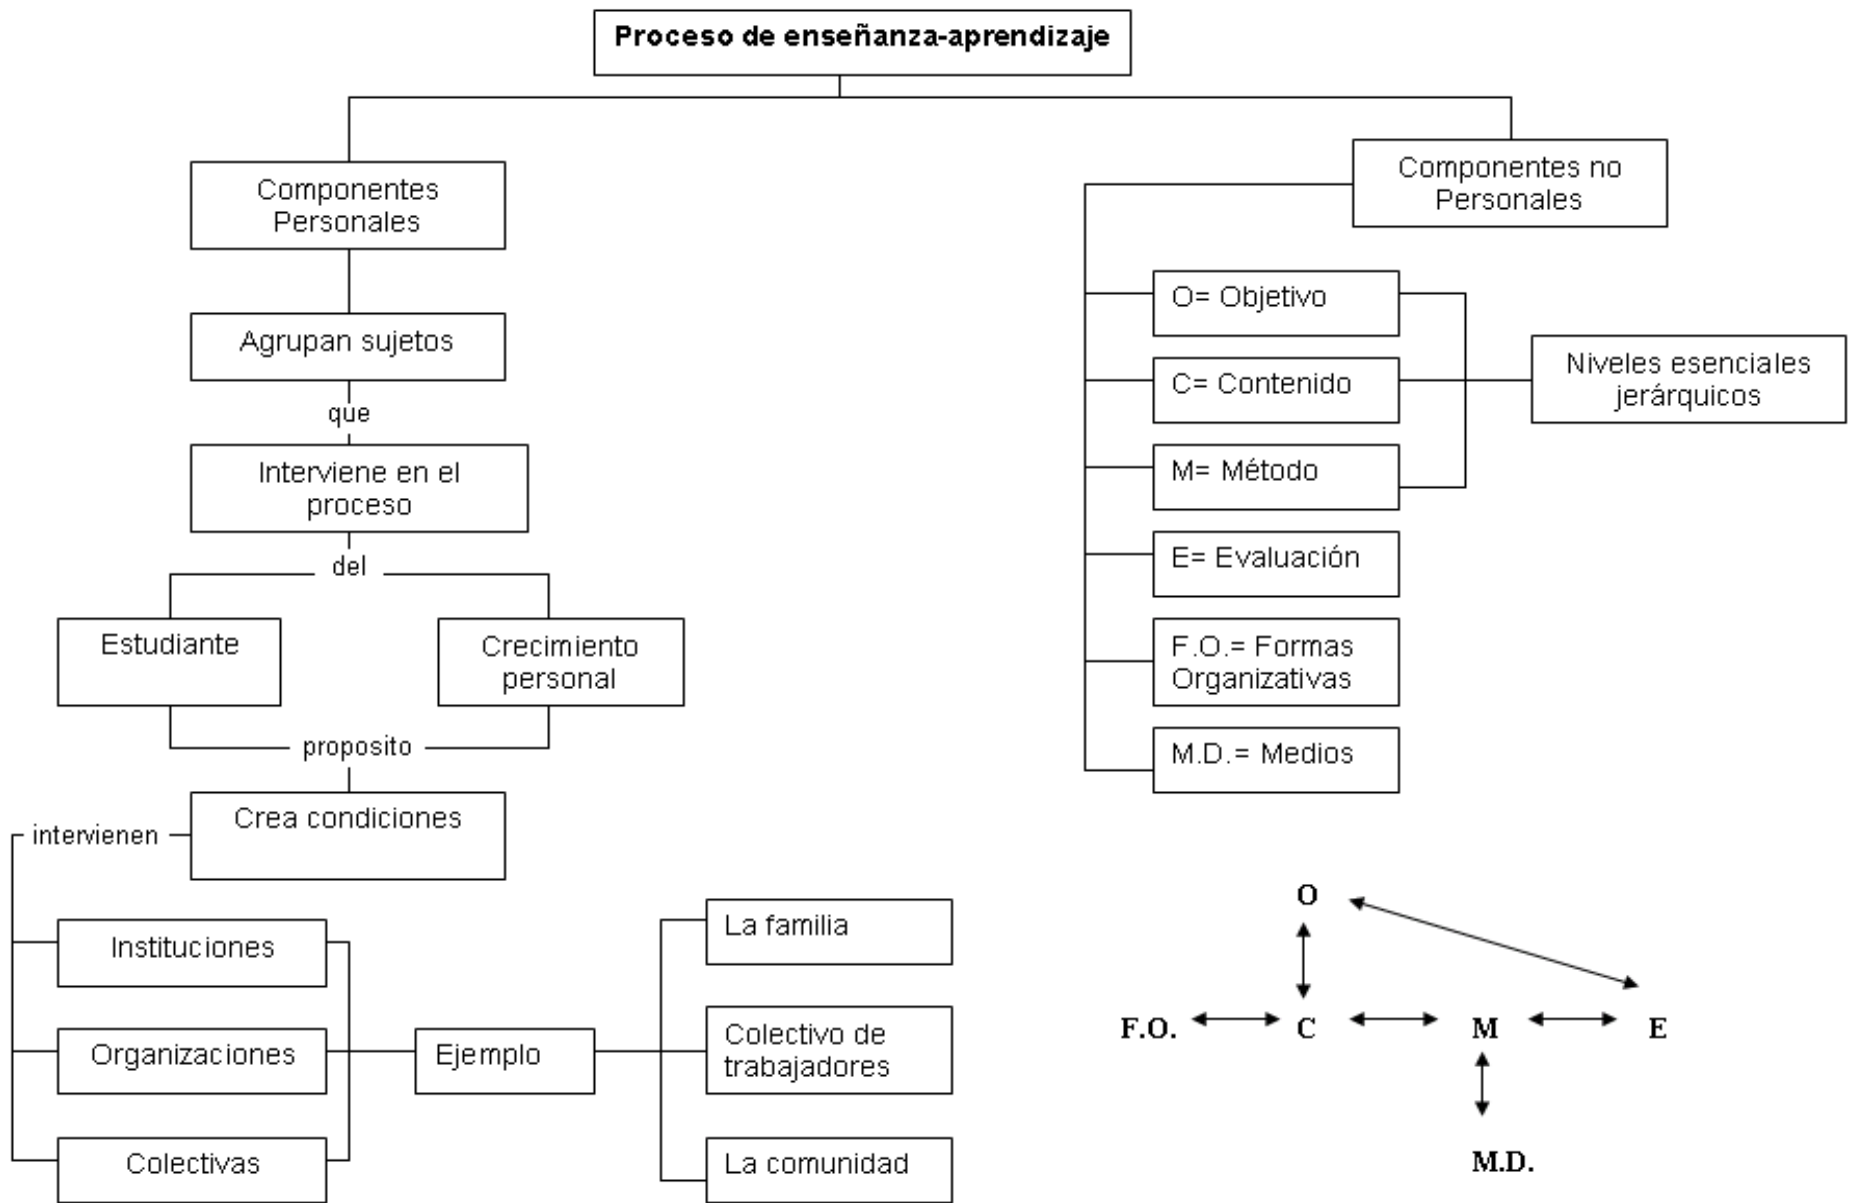 Proceso de enseñanza-aprendizaje
Componentes
Personales
Agrupan sujetos
que
Interviene en el
proceso
del
Estudiante
Crecimiento
personal
proposito
Crea condiciones
intervienen
Instituciones
Organizaciones
Colectivas
Ejemplo
La familia
Colectivo de
trabajadores
La comunidad
Componentes no
Personales
O= Objetivo
C= Contenido
M= Método
E= Evaluación
F.O.= Formas
Organizativas
M.D.= Medios
Niveles esenciales
jerárquicos
O
F.O. C M E
M.D.